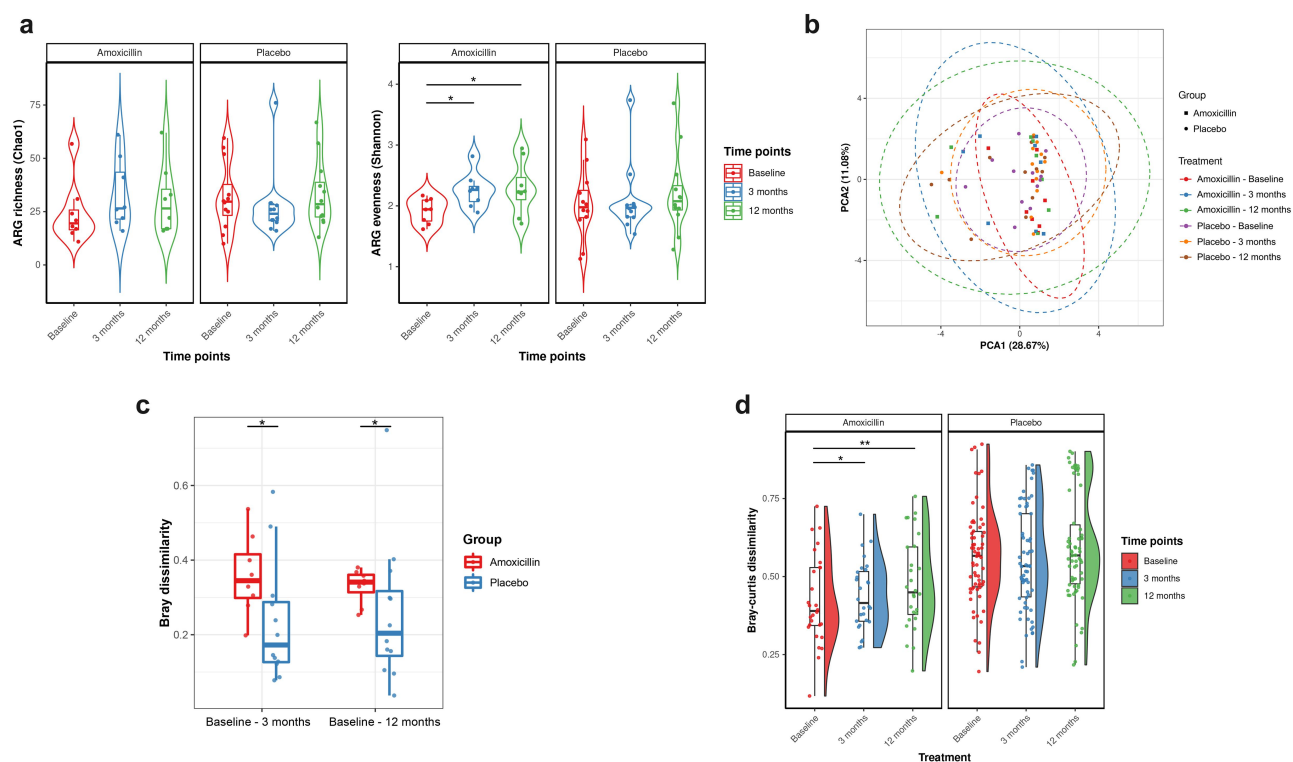 a
Amoxicillin
Placebo
ARG richness (Chao1)
75
50
25
0
Baseline
3 months
12 months
Baseline
3 months
12 months
Time points
Amoxicillin
Placebo
ARG evenness (Shannon)
4
3
2
1
*
*
Baseline
3 months
12 months
Baseline
3 months
12 months
Time points
Time points
Baseline
3 months
12 months
b
PCA2 (11.08%)
4
0
-4
-4
0
4
PCA1 (28.67%)
Group
Amoxicillin
Placebo
Treatment
Amoxicillin - Baseline
Amoxicillin - 3 months
Amoxicillin - 12 months
Placebo - Baseline
Placebo - 3 months
Placebo - 12 months
c
Bray dissimilarity
0.6
0.4
0.2
*
*
Baseline - 3 months
Baseline - 12 months
Group
Amoxicillin
Placebo
d
Amoxicillin
Placebo
Bray-curtis dissimilarity
0.75
0.50
0.25
**
*
Baseline
3 months
12 months
Baseline
3 months
12 months
Treatment
Time points
Baseline
3 months
12 months